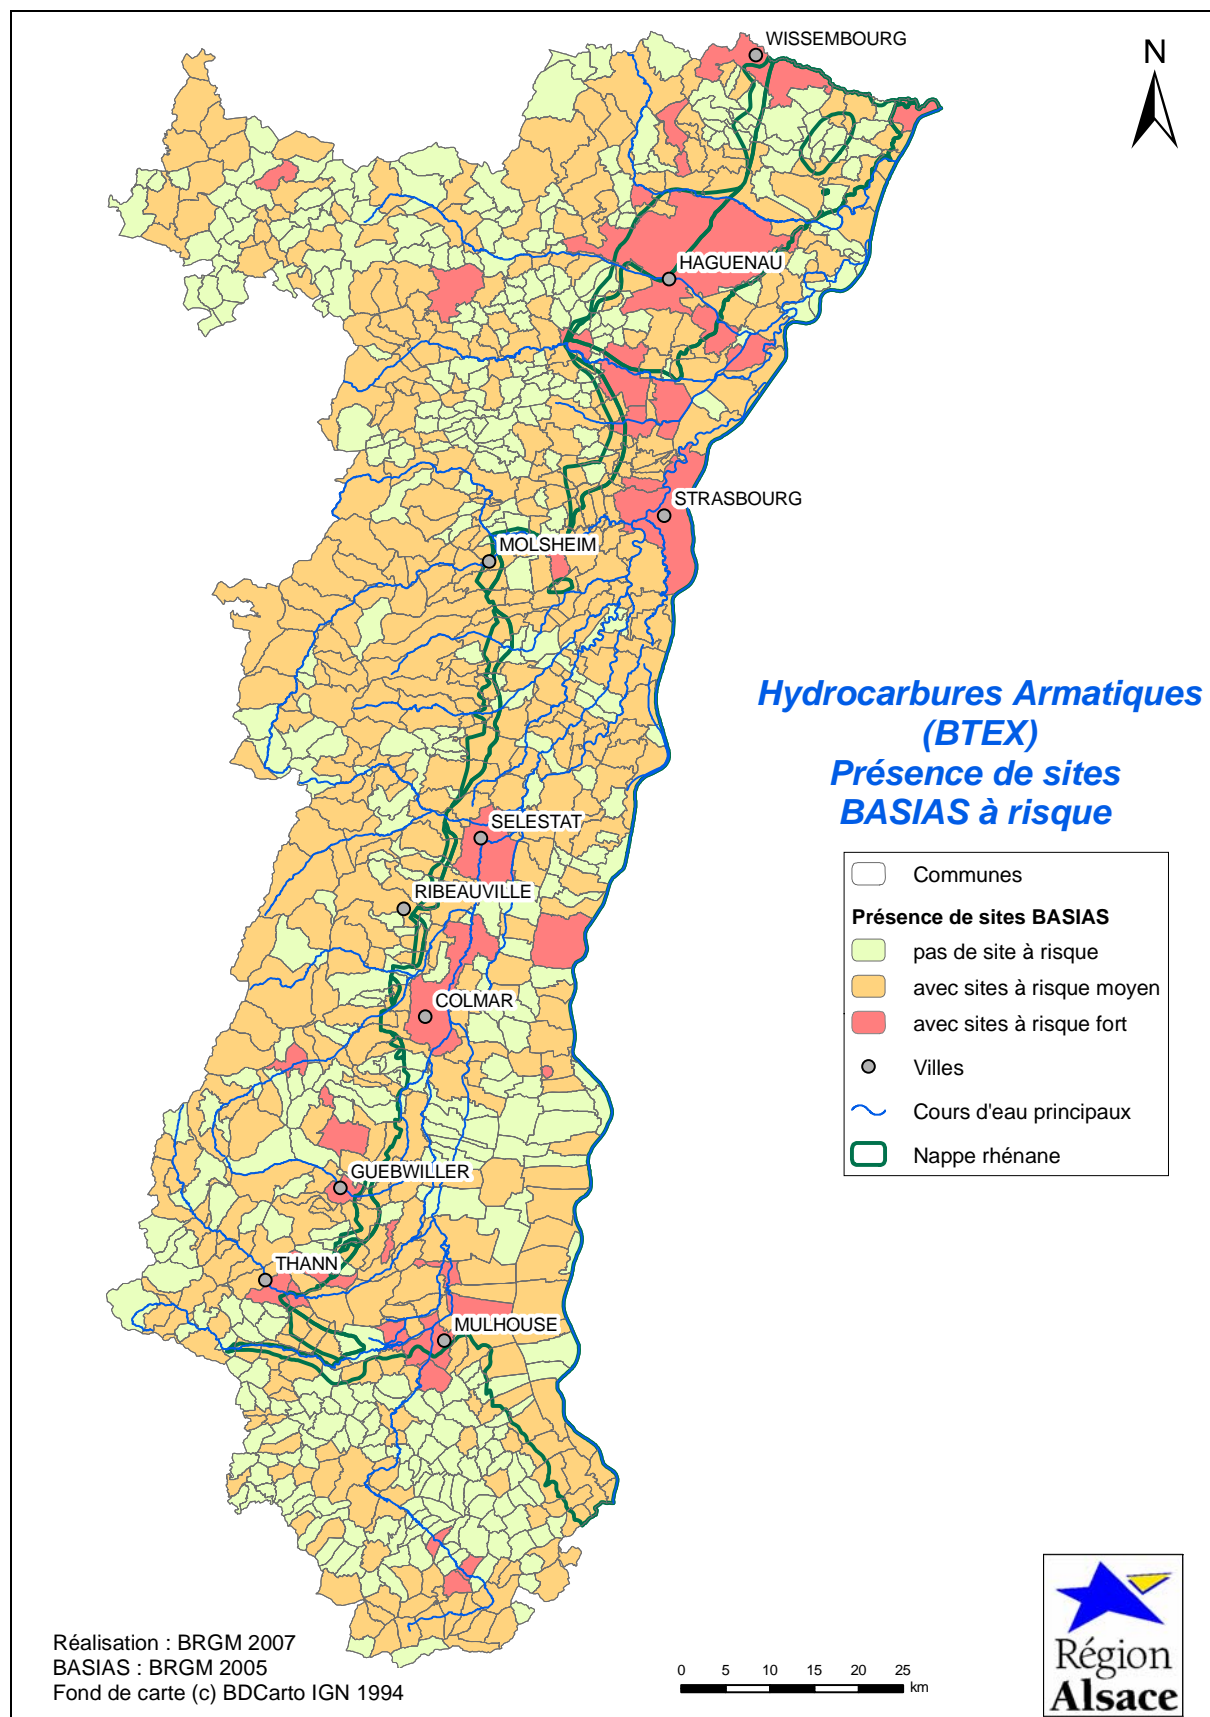 WISSEMBOURG
N
HAGUENAU
STRASBOURG
MOLSHEIM
Hydrocarbures Armatiques
(BTEX)
Présence de sites
BASIAS à risque
SELESTAT
RIBEAUVILLE
COLMAR
GUEBWILLER
THANN
MULHOUSE
Communes
Présence de sites BASIAS
pas de site à risque
avec sites à risque moyen
avec sites à risque fort
Villes
Cours d'eau principaux
Nappe rhénane
Réalisation : BRGM 2007
BASIAS : BRGM 2005
Fond de carte (c) BDCarto IGN 1994
0 5 10 15 20 25
km
Région
Alsace